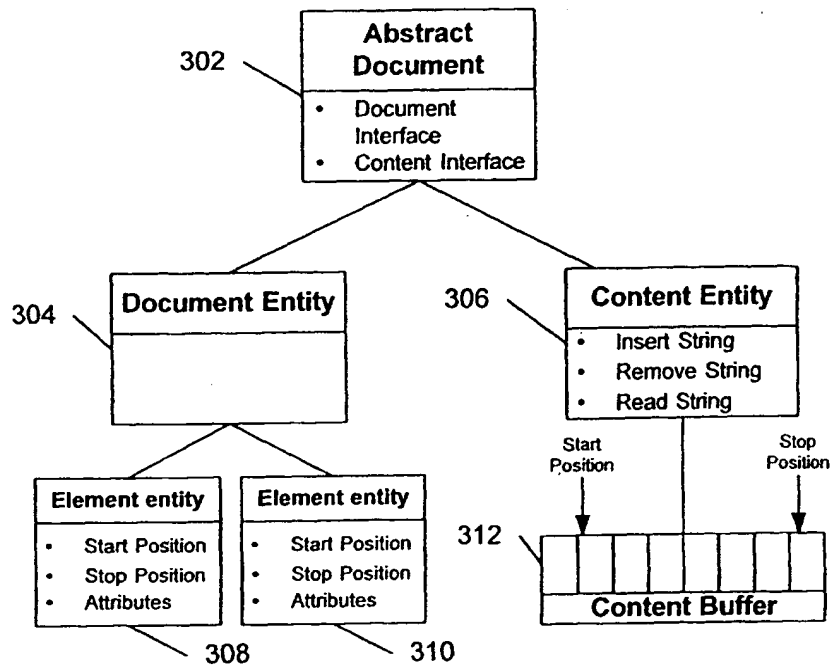 Abstract
Document
302
• Document
Interface
• Content Interface
Document Entity
304
Content Entity
306
• Insert String
• Remove String
• Read String
Start
Position
Stop
Position
Element entity
• Start Position
• Stop Position
• Attributes
308
Element entity
• Start Position
• Stop Position
• Attributes
310
312
Content Buffer